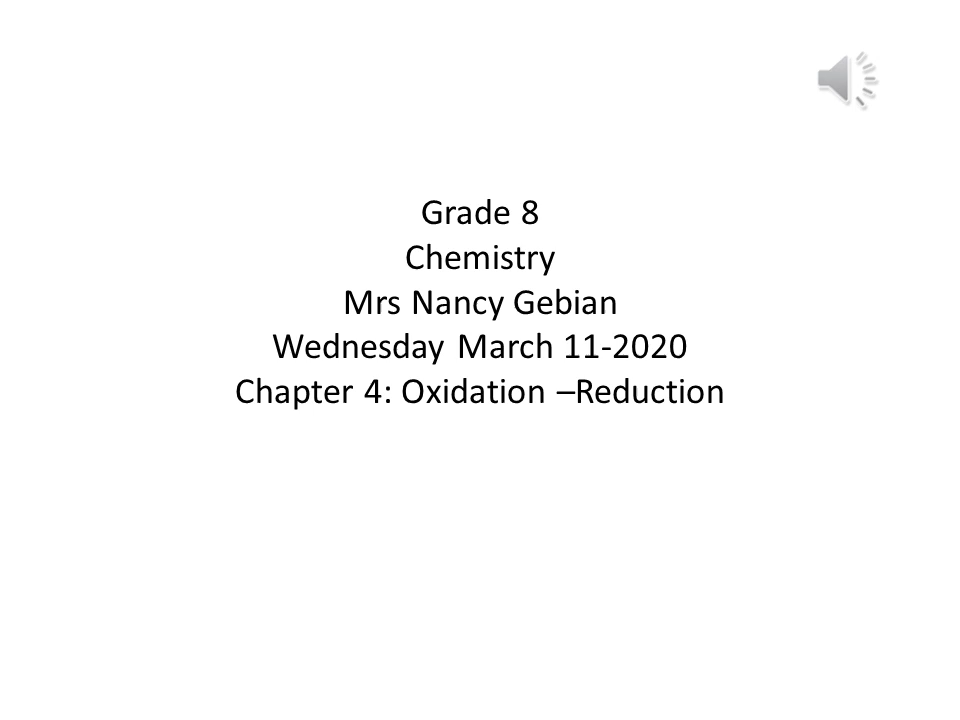 Grade 8
Chemistry
Mrs Nancy Gebian
Wednesday March 11-2020
Chapter 4: Oxidation –Reduction